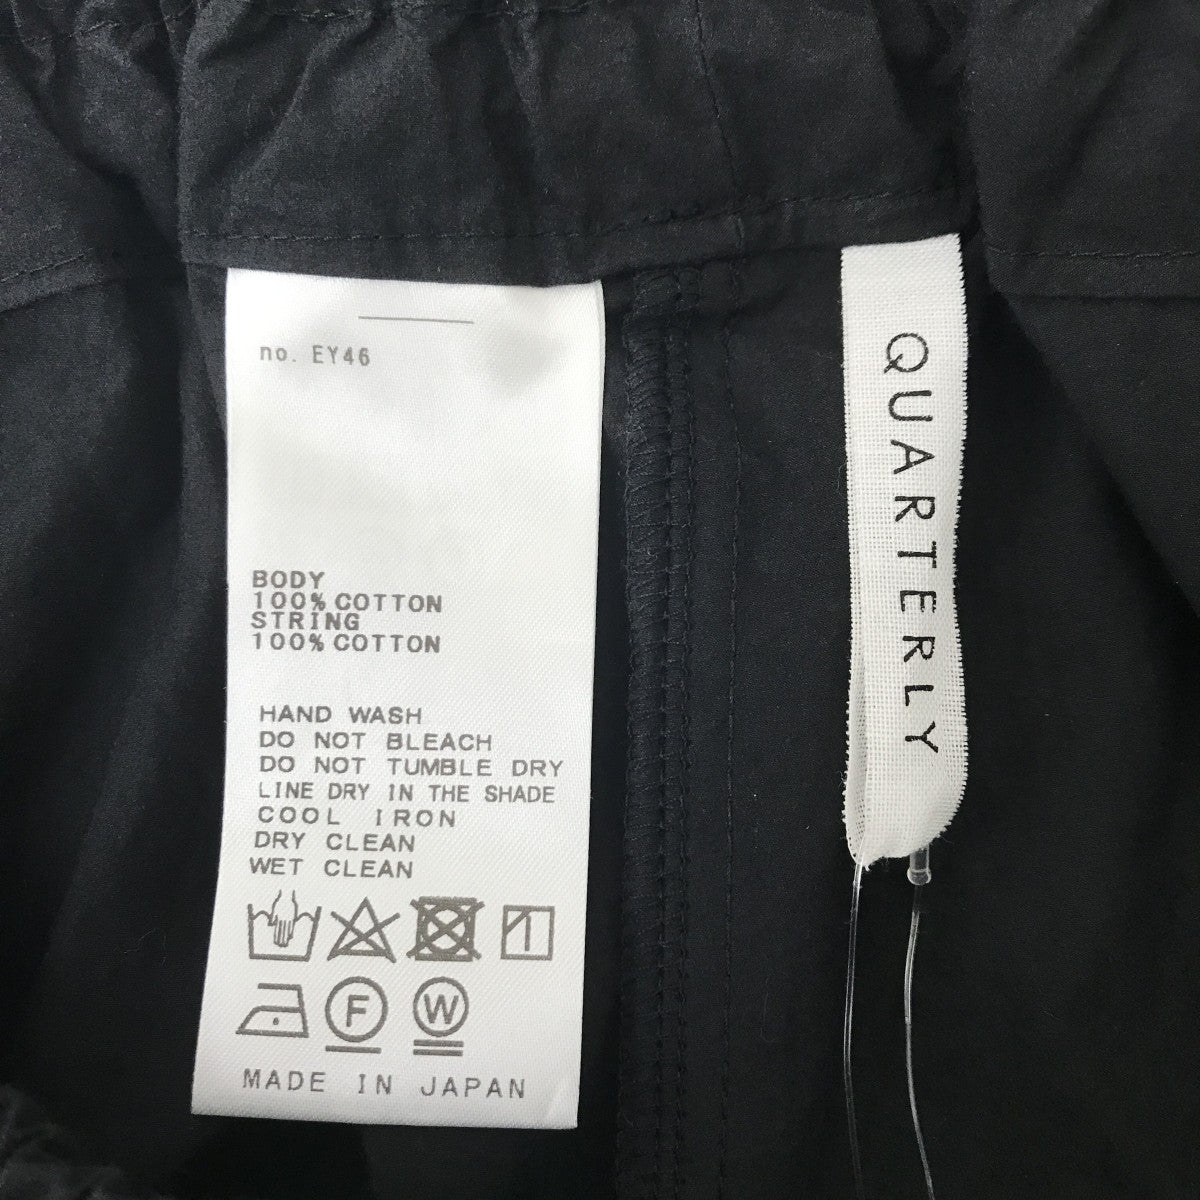 no. EY46
BODY
100% COTTON
STRING
100% COTTON
HAND WASH
DO NOT BLEACH
DO NOT TUMBLE DRY
LINE DRY IN THE SHADE
COOL IRON
DRY CLEAN
WET CLEAN
F W
MADE IN JAPAN
QUARTERLY